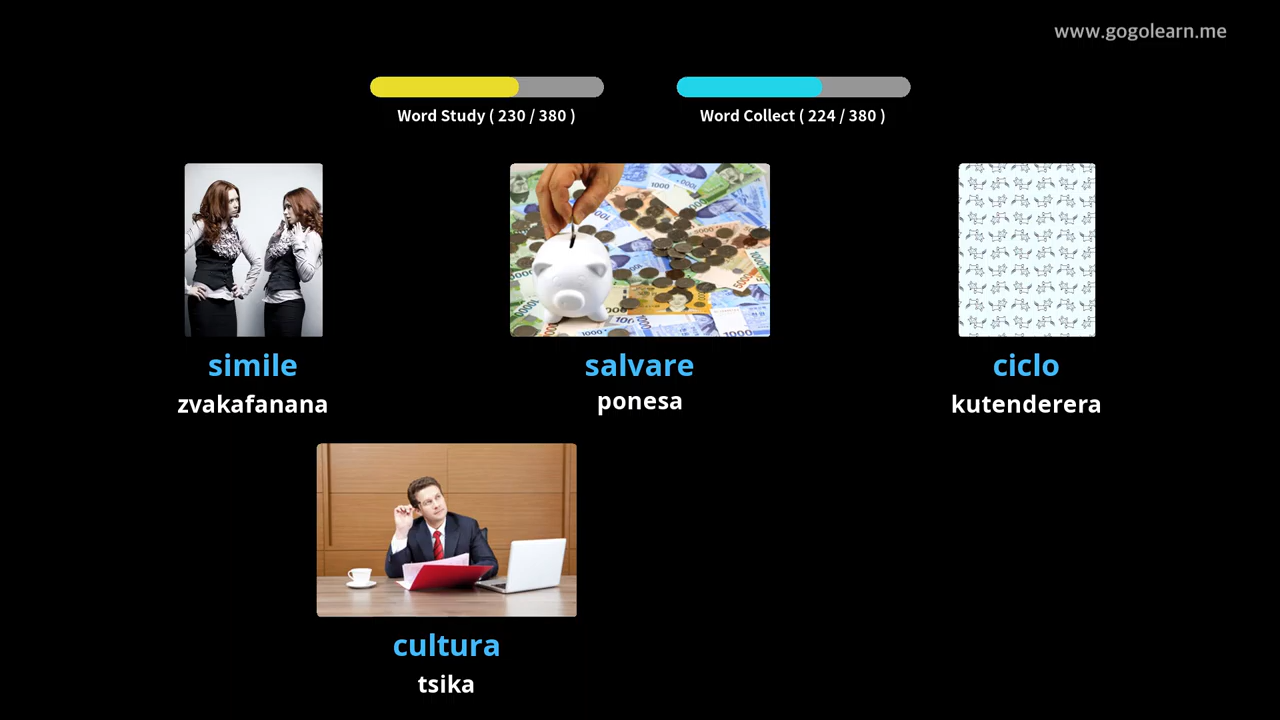 www.gogolearn.me
Word Study ( 230 / 380 )
Word Collect ( 224 / 380 )
simile
zvakafanana
salvare
ponesa
ciclo
kutenderera
cultura
tsika